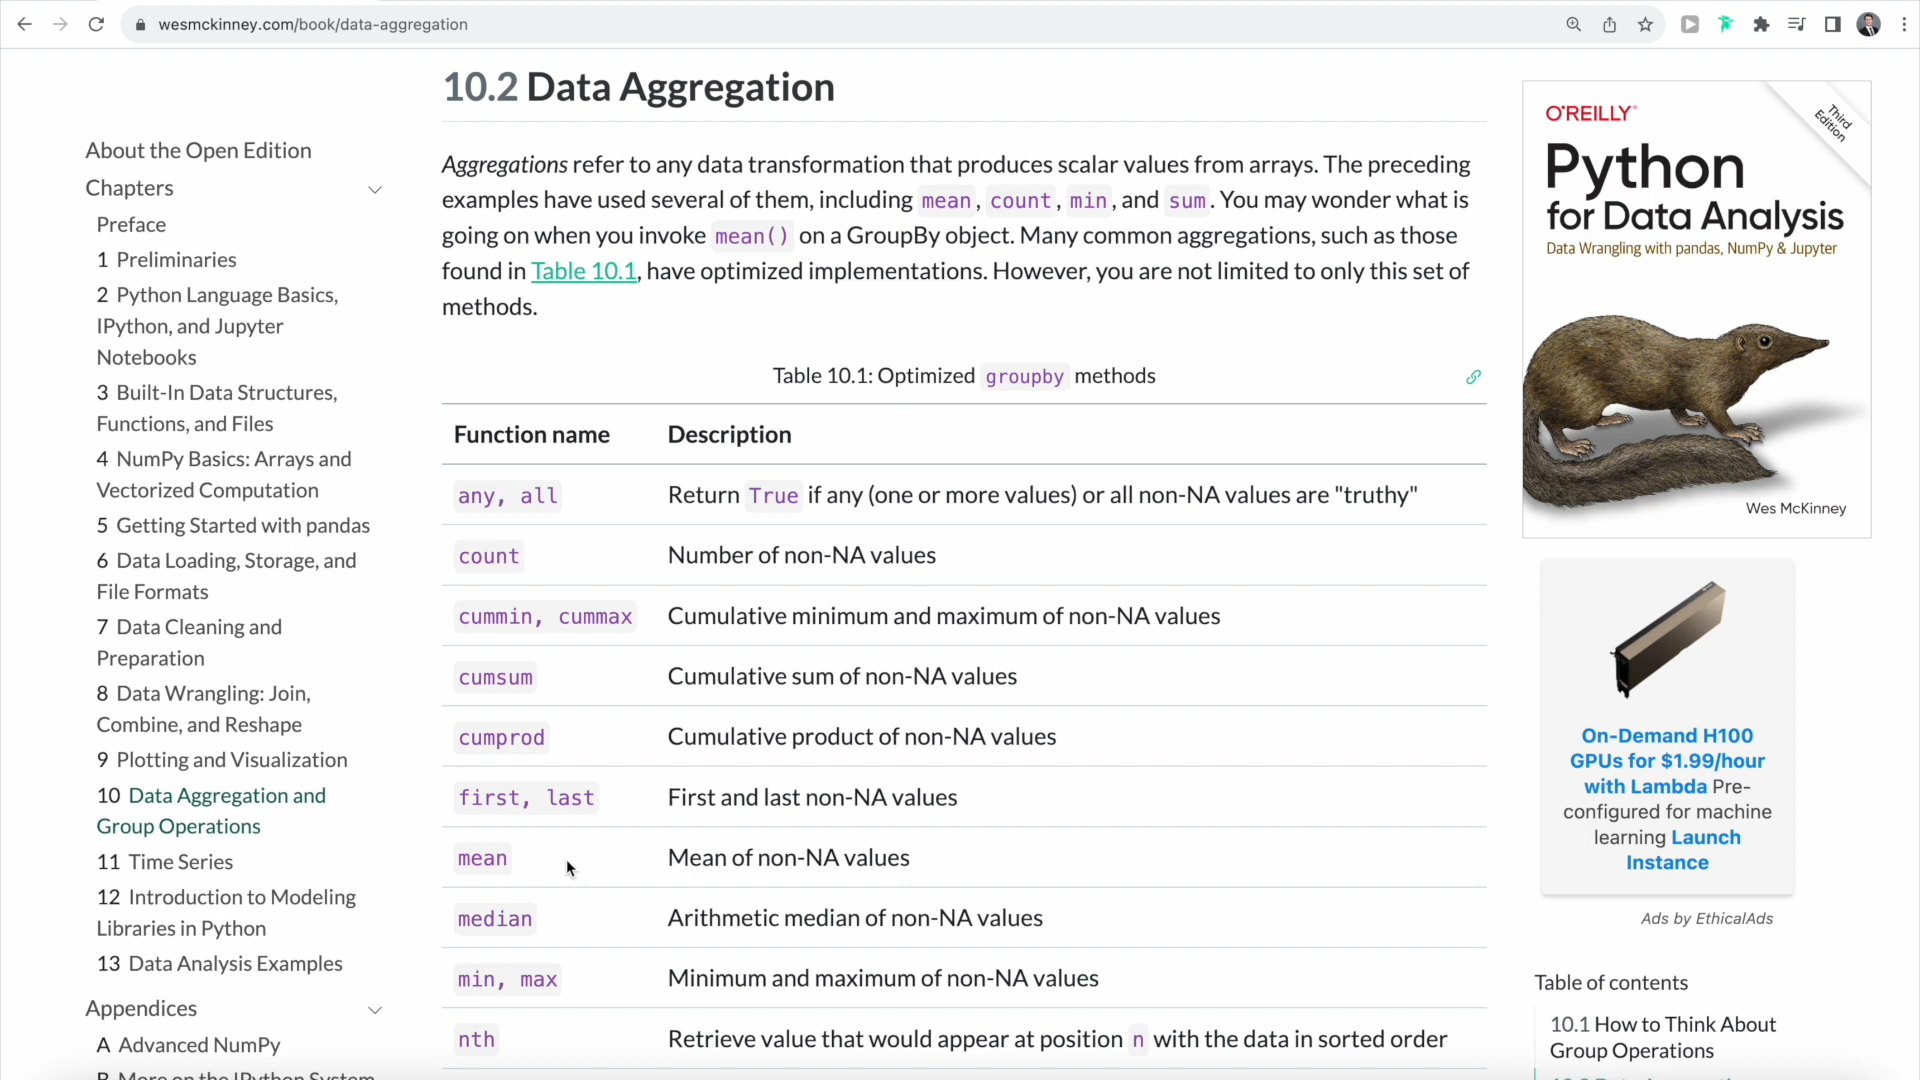 wesmckinney.com/book/data-aggregation
About the Open Edition
Chapters
Preface
1 Preliminaries
2 Python Language Basics,
IPython, and Jupyter
Notebooks
3 Built-In Data Structures,
Functions, and Files
4 NumPy Basics: Arrays and
Vectorized Computation
5 Getting Started with pandas
6 Data Loading, Storage, and
File Formats
7 Data Cleaning and
Preparation
8 Data Wrangling: Join,
Combine, and Reshape
9 Plotting and Visualization
10 Data Aggregation and
Group Operations
11 Time Series
12 Introduction to Modeling
Libraries in Python
13 Data Analysis Examples
Appendices
A Advanced NumPy
B More on the IPython System
10.2 Data Aggregation
Aggregations refer to any data transformation that produces scalar values from arrays. The preceding
examples have used several of them, including mean, count, min, and sum. You may wonder what is
going on when you invoke mean() on a GroupBy object. Many common aggregations, such as those
found in Table 10.1, have optimized implementations. However, you are not limited to only this set of
methods.
Table 10.1: Optimized groupby methods
Function name Description
any, all Return True if any (one or more values) or all non-NA values are "truthy"
count Number of non-NA values
cummin, cummax Cumulative minimum and maximum of non-NA values
cumsum Cumulative sum of non-NA values
cumprod Cumulative product of non-NA values
first, last First and last non-NA values
mean Mean of non-NA values
median Arithmetic median of non-NA values
min, max Minimum and maximum of non-NA values
nth Retrieve value that would appear at position n with the data in sorted order
O'REILLY®
Third
Edition
Python
for Data Analysis
Data Wrangling with pandas, NumPy & Jupyter
Wes McKinney
On-Demand H100
GPUs for $1.99/hour
with Lambda Pre-
configured for machine
learning Launch
Instance
Ads by EthicalAds
Table of contents
10.1 How to Think About
Group Operations